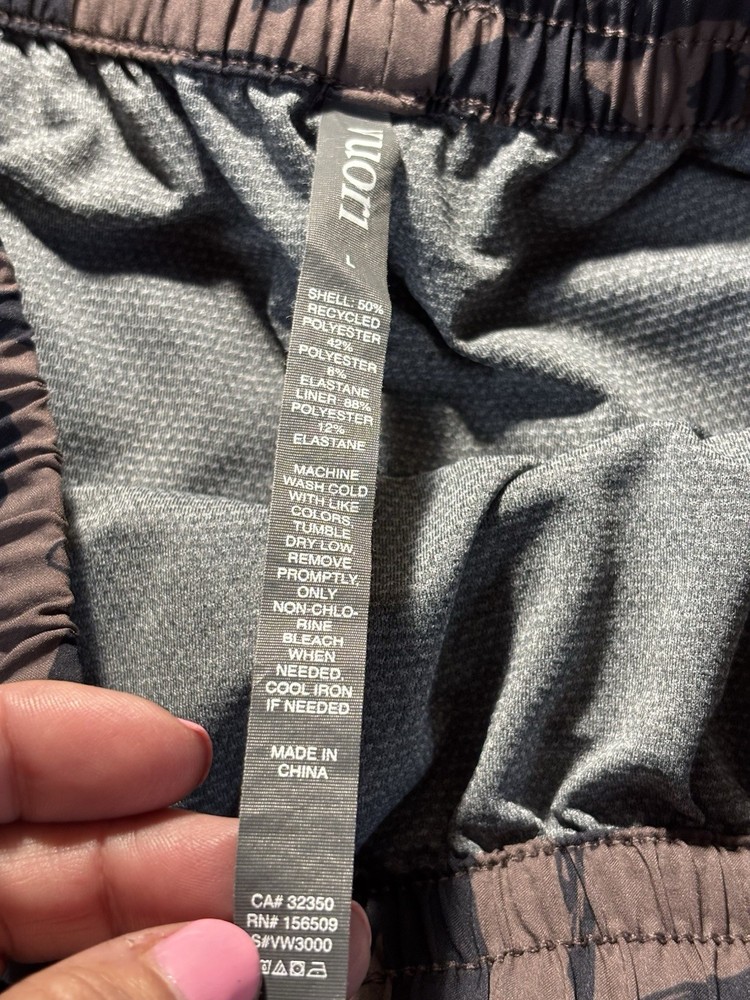 vuori
L
SHELL: 50%
RECYCLED
POLYESTER
42%
POLYESTER
8%
ELASTANE
LINER: 88%
POLYESTER
12%
ELASTANE
MACHINE
WASH COLD
WITH LIKE
COLORS,
TUMBLE
DRY LOW,
REMOVE
PROMPTLY,
ONLY
NON-CHLO-
RINE
BLEACH
WHEN
NEEDED,
COOL IRON
IF NEEDED
MADE IN
CHINA
CA# 32350
RN# 156509
S#VW3000